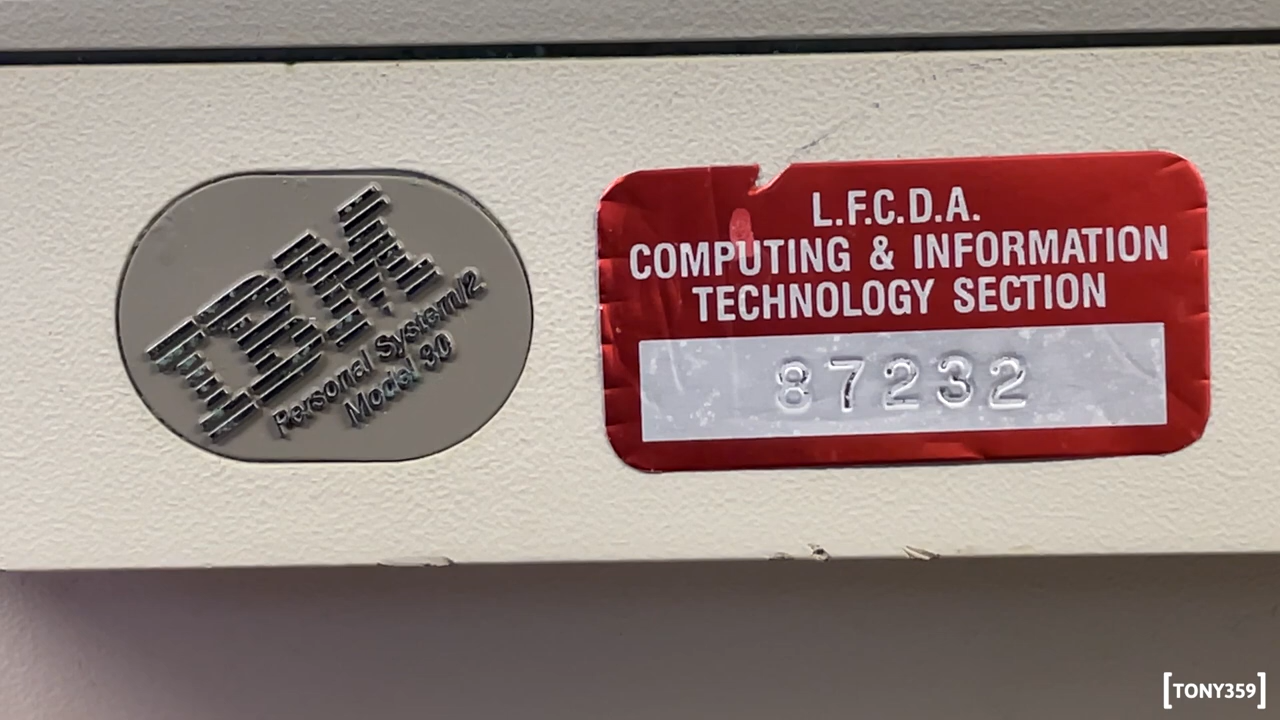 IBM
Personal System/2
Model 30
L.F.C.D.A.
COMPUTING & INFORMATION
TECHNOLOGY SECTION
87232
[TONY359]